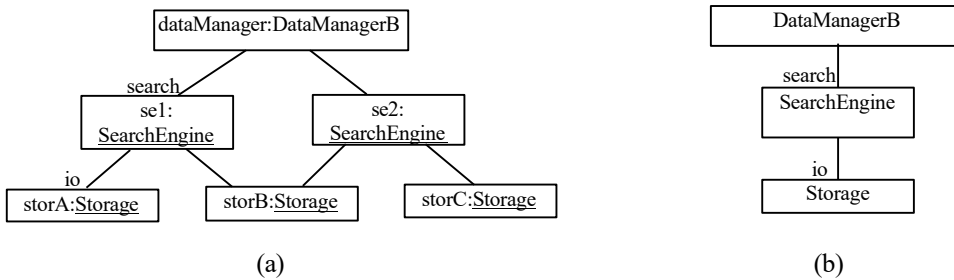 dataManager:DataManagerB
search
se1:
SearchEngine
se2:
SearchEngine
io
storA:Storage
storB:Storage
storC:Storage
(a)
DataManagerB
search
SearchEngine
io
Storage
(b)